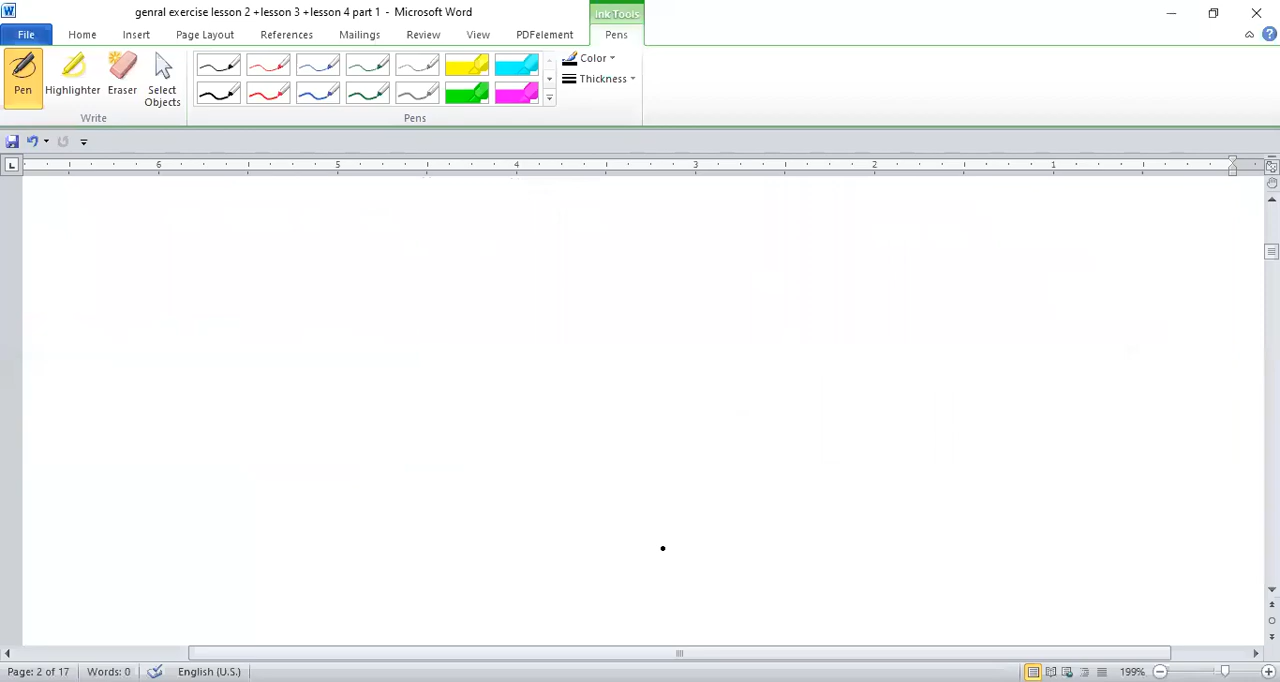 genral exercise lesson 2 +lesson 3 +lesson 4 part 1 - Microsoft Word
Ink Tools
File Home Insert Page Layout References Mailings Review View PDFelement Pens
Pen
Highlighter
Eraser
Select
Objects
Color
Thickness
Write
Pens
6 5 4 3 2 1
Page: 2 of 17 Words: 0 English (U.S.) 199%